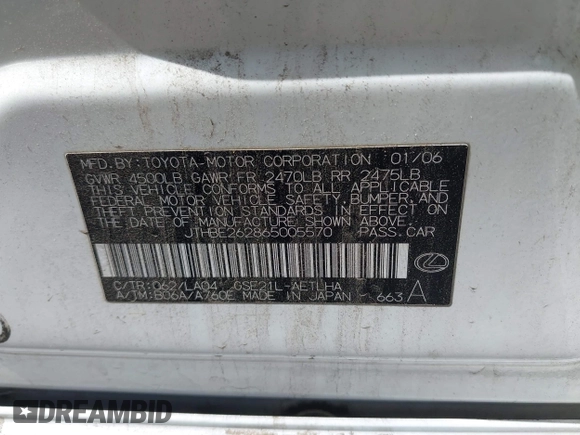 MFD. BY: TOYOTA-MOTOR CORPORATION 01/06
GVWR 4500LB GAWR FR 2470LB RR 2475LB
THIS VEHICLE CONFORMS TO ALL APPLICABLE
FEDERAL MOTOR VEHICLE SAFETY, BUMPER, AND
THEFT PREVENTION STANDARDS IN EFFECT ON
THE DATE OF MANUFACTURE SHOWN ABOVE.
JTHBE262865005570 PASS. CAR
C/TR: 062/LA04 GSE21L-AETLHA
A/TM: B06A/A760E MADE IN JAPAN 663 A
DREAMBID